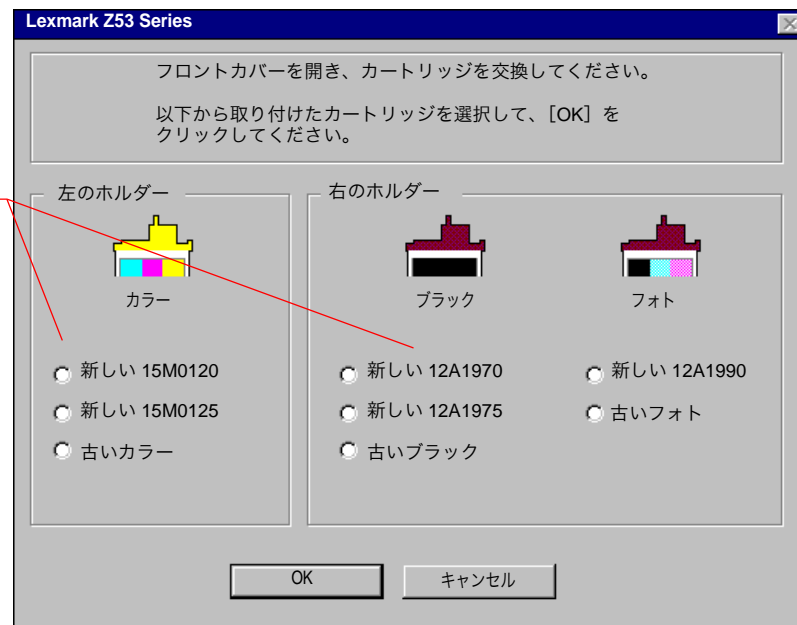 Lexmark Z53 Series
フロントカバーを開き、カートリッジを交換してください。
以下から取り付けたカートリッジを選択して、［OK］を
クリックしてください。
左のホルダー
カラー
新しい 15M0120
新しい 15M0125
古いカラー
右のホルダー
ブラック
フォト
新しい 12A1970
新しい 12A1990
新しい 12A1975
古いフォト
古いブラック
OK
キャンセル